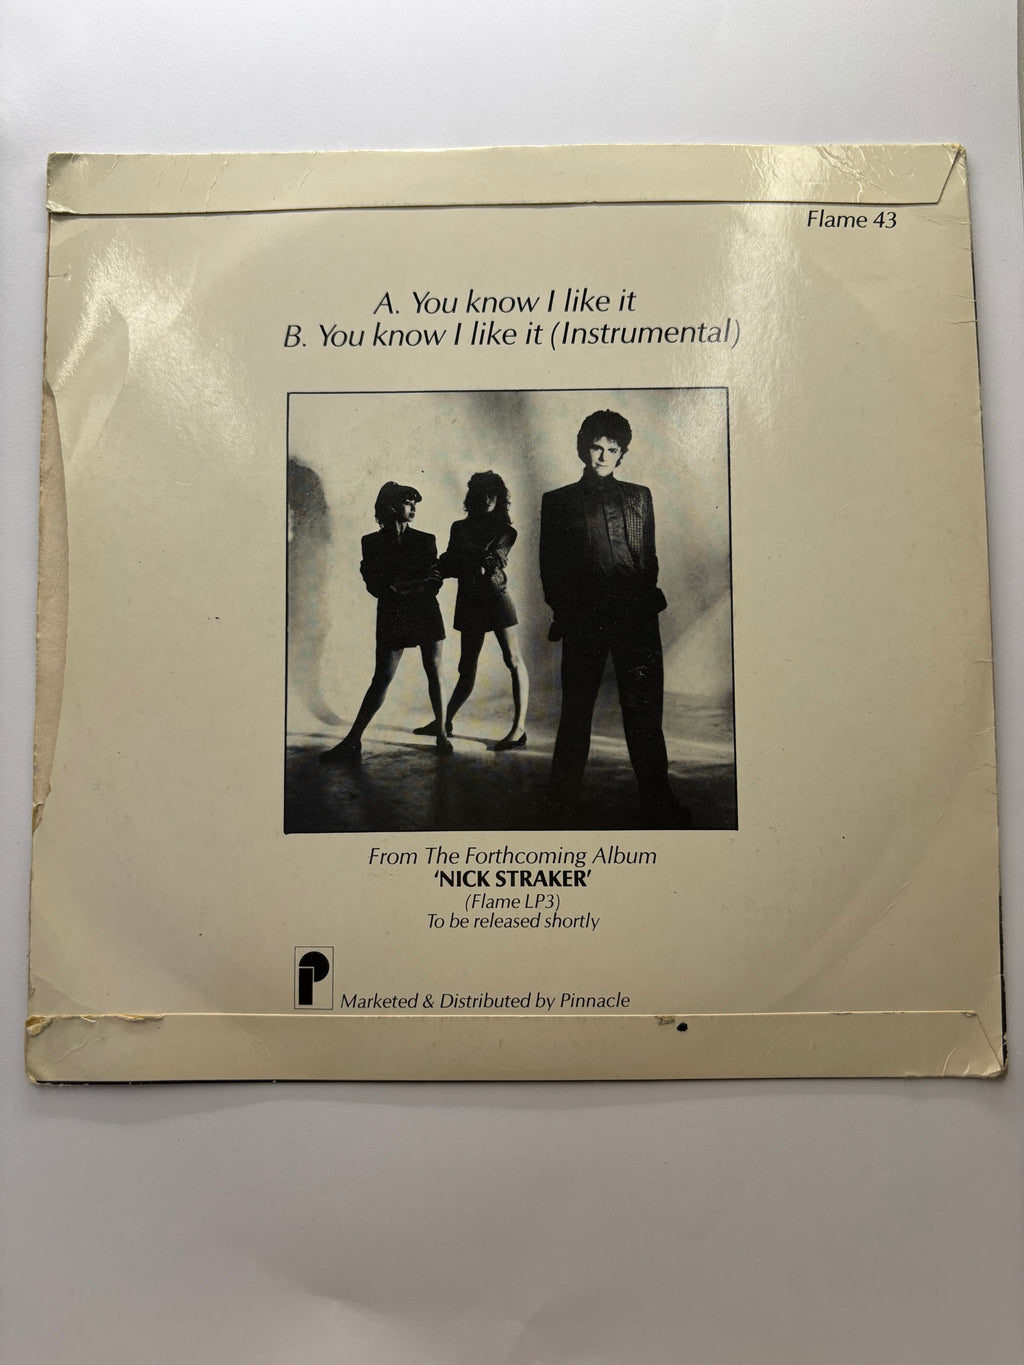 Flame 43
A. You know I like it
B. You know I like it (Instrumental)
From The Forthcoming Album
'NICK STRAKER'
(Flame LP3)
To be released shortly
Marketed & Distributed by Pinnacle